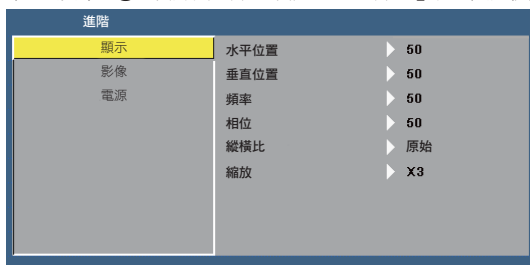 進階
顯示
影像
電源
水平位置 50
垂直位置 50
頻率 50
相位 50
縱橫比 原始
縮放 X3